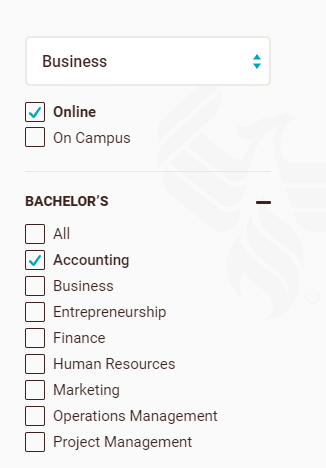 Business
Online
On Campus
BACHELOR'S
All
Accounting
Business
Entrepreneurship
Finance
Human Resources
Marketing
Operations Management
Project Management